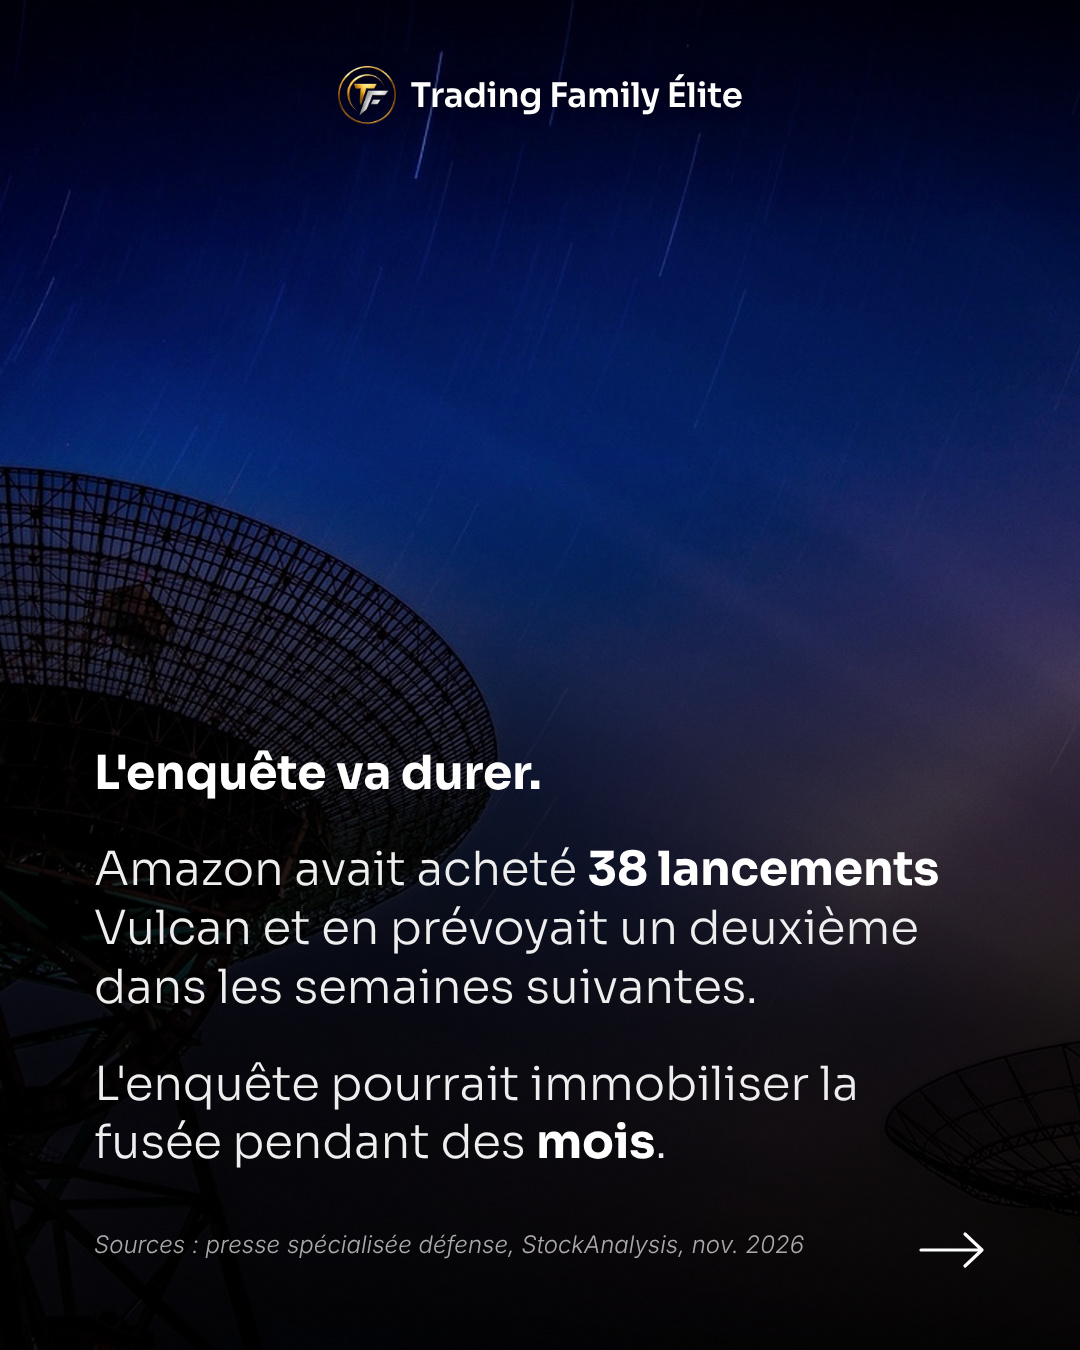 TF Trading Family Élite
L'enquête va durer.
Amazon avait acheté 38 lancements
Vulcan et en prévoyait un deuxième
dans les semaines suivantes.
L'enquête pourrait immobiliser la
fusée pendant des mois.
Sources : presse spécialisée défense, StockAnalysis, nov. 2026